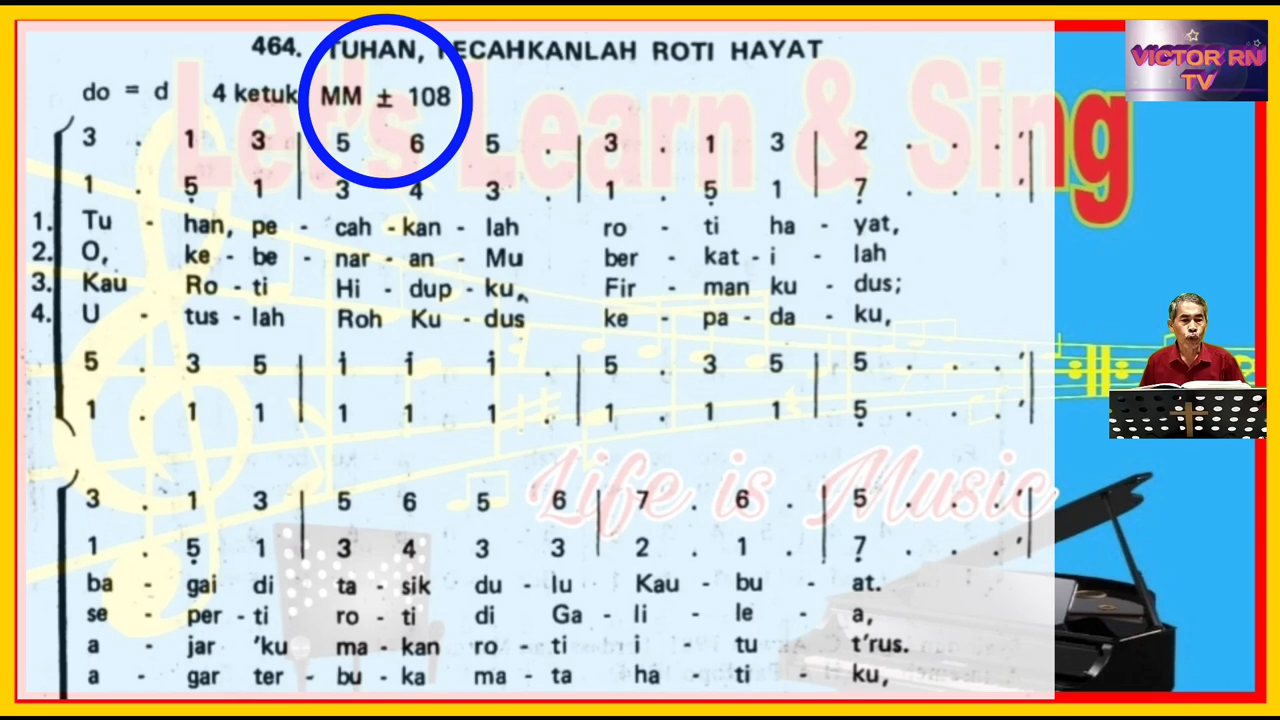 464. TUHAN, PECAHKANLAH ROTI HAYAT
VICTOR RN
TV
do = d 4 ketuk MM ± 108
Let's Learn & Sing
3 . 1 3 | 5 6 5 . | 3 . 1 3 | 2 . . . ' |
1 . 5̣ 1 | 3 4 3 . | 1 . 5̣ 1 | 7̣ . . . ' |
1. Tu - han, pe - cah - kan - lah ro - ti ha - yat,
2. O, ke - be - nar - an - Mu ber - kat - i - lah
3. Kau Ro - ti Hi - dup - ku, Fir - man ku - dus;
4. U - tus - lah Roh Ku - dus ke - pa - da - ku,
5 . 3 5 | i i i . | 5 . 3 5 | 5 . . . ' |
1 . 1 1 | 1 1 1 . | 1 . 1 1 | 5̣ . . . ' |
Life is Music
3 . 1 3 | 5 6 5 6 | 7 . 6 . | 5 . . . ' |
1 . 5̣ 1 | 3 4 3 3 | 2 . 1 . | 7̣ . . . ' |
ba - gai di ta - sik du - lu Kau - bu - at.
se - per - ti ro - ti di Ga - li - le - a,
a - jar 'ku ma - kan ro - ti i - tu t'rus.
a - gar ter - bu - ka ma - ta ha - ti - ku,